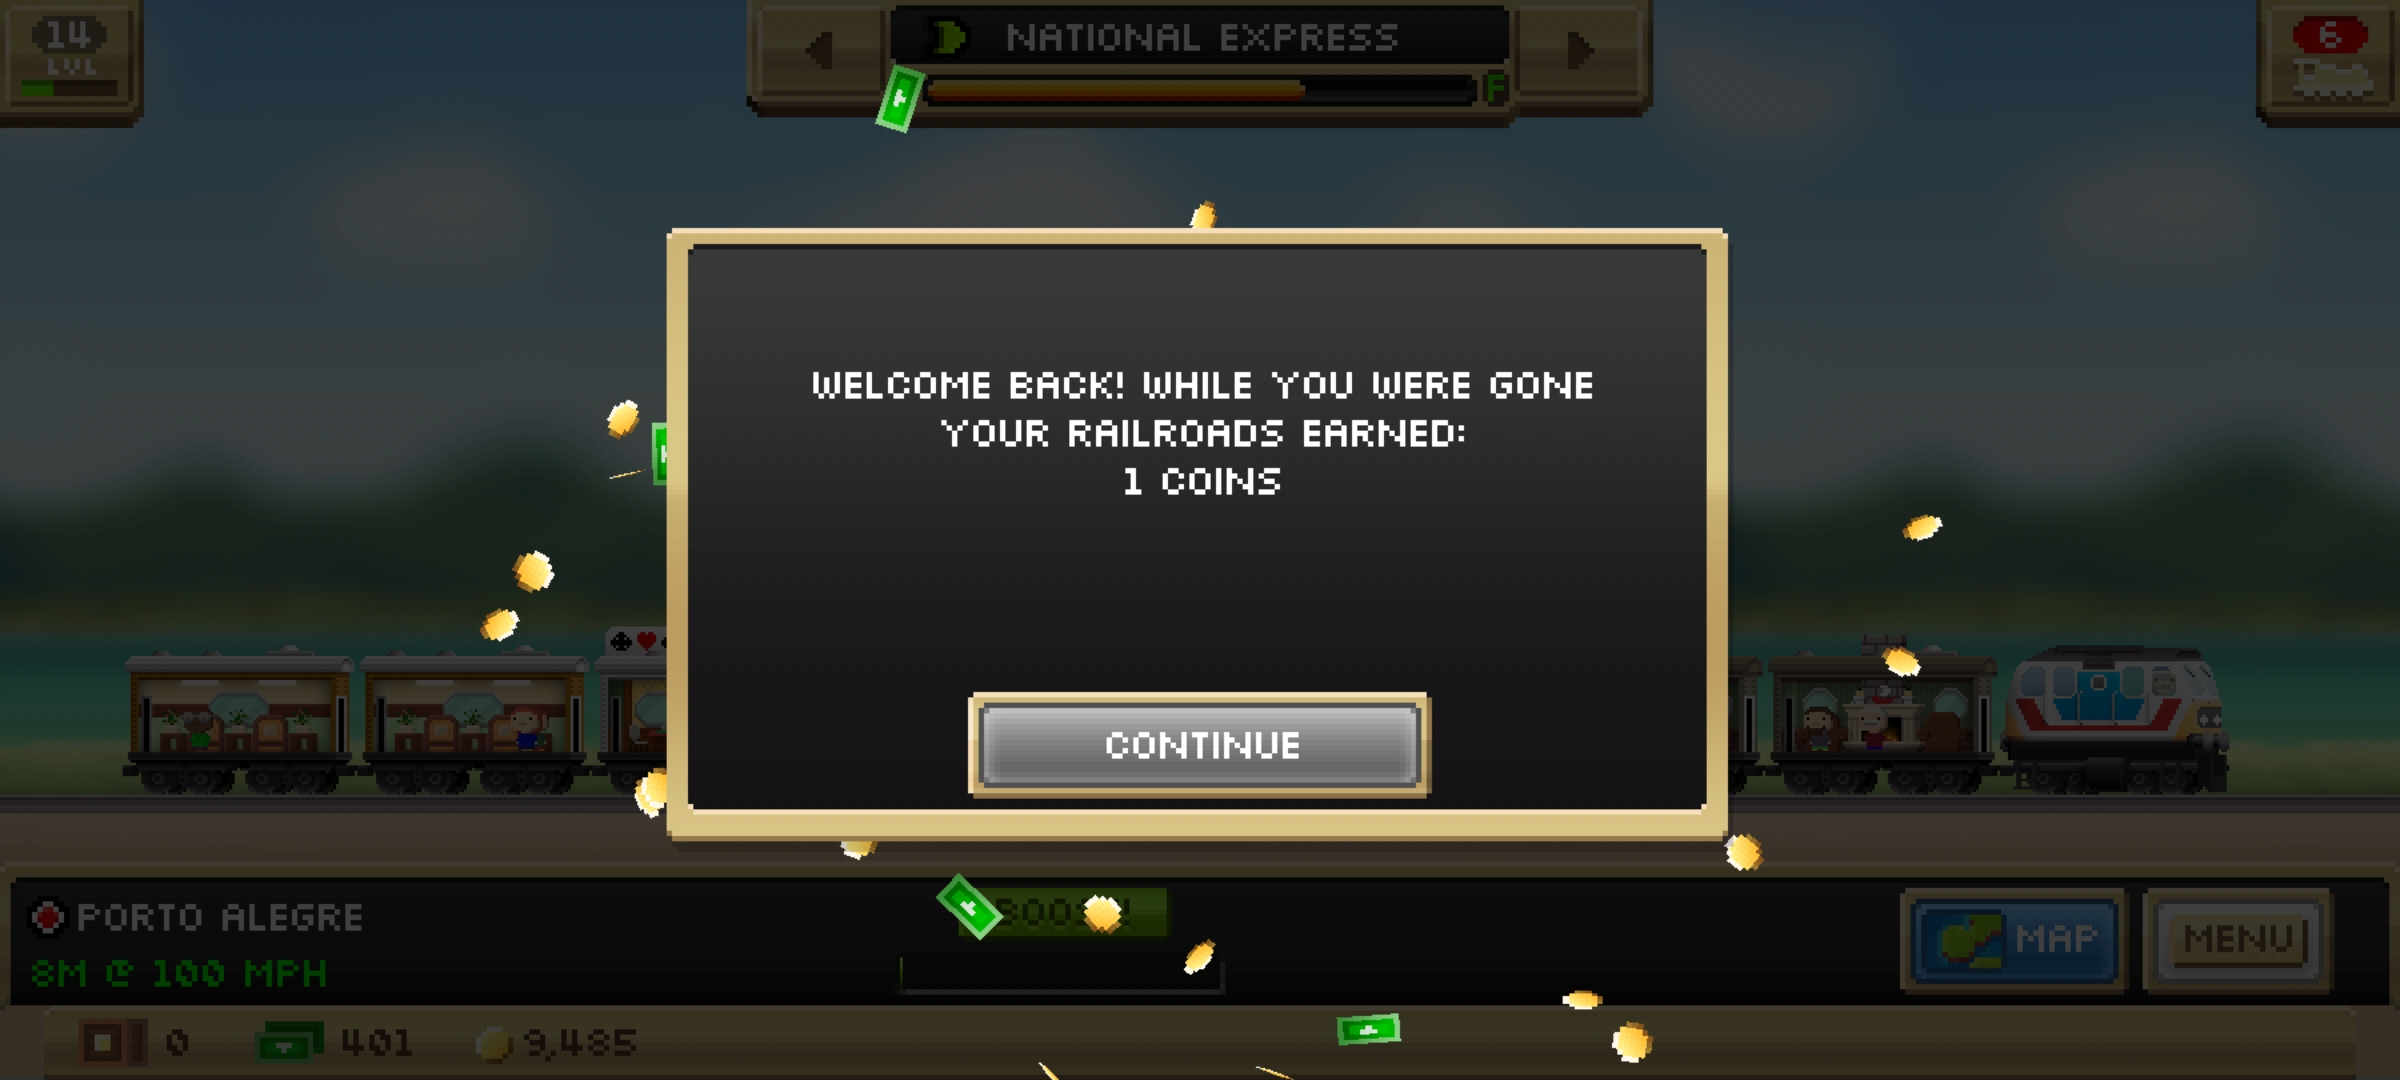 14
LVL
NATIONAL EXPRESS
F
6
WELCOME BACK! WHILE YOU WERE GONE
YOUR RAILROADS EARNED:
1 COINS
CONTINUE
PORTO ALEGRE
8M @ 100 MPH
MAP
MENU
0
401
9,485